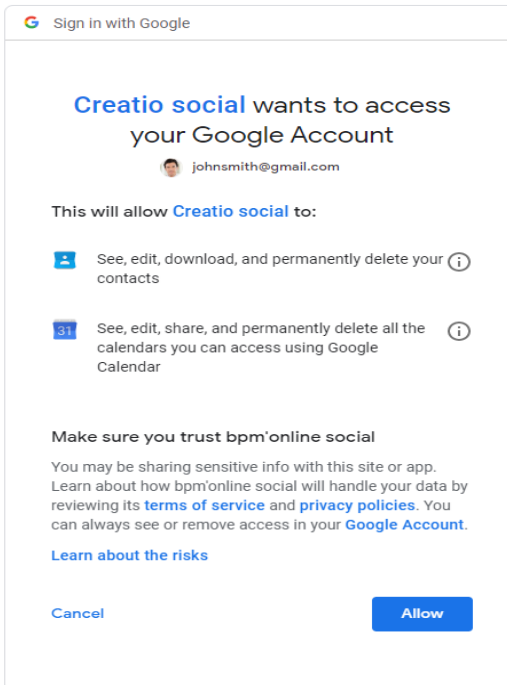 Sign in with Google
Creatio social wants to access
your Google Account
johnsmith@gmail.com
This will allow Creatio social to:
See, edit, download, and permanently delete your
contacts
31
See, edit, share, and permanently delete all the
calendars you can access using Google
Calendar
Make sure you trust bpm'online social
You may be sharing sensitive info with this site or app.
Learn about how bpm'online social will handle your data by
reviewing its terms of service and privacy policies. You
can always see or remove access in your Google Account.
Learn about the risks
Cancel
Allow